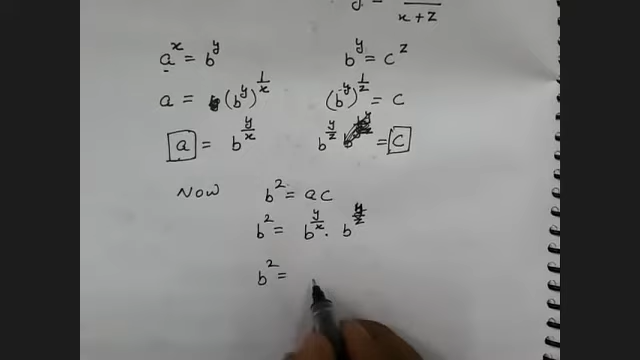 y = ‾‾‾ / x + z
a^x = b^y b^y = c^z
a = (b^y)^(1/x) (b^y)^(1/z) = c
a = b^(y/x) b^(y/z) = c
Now b^2 = ac
b^2 = b^(y/x) . b^(y/z)
b^2 =